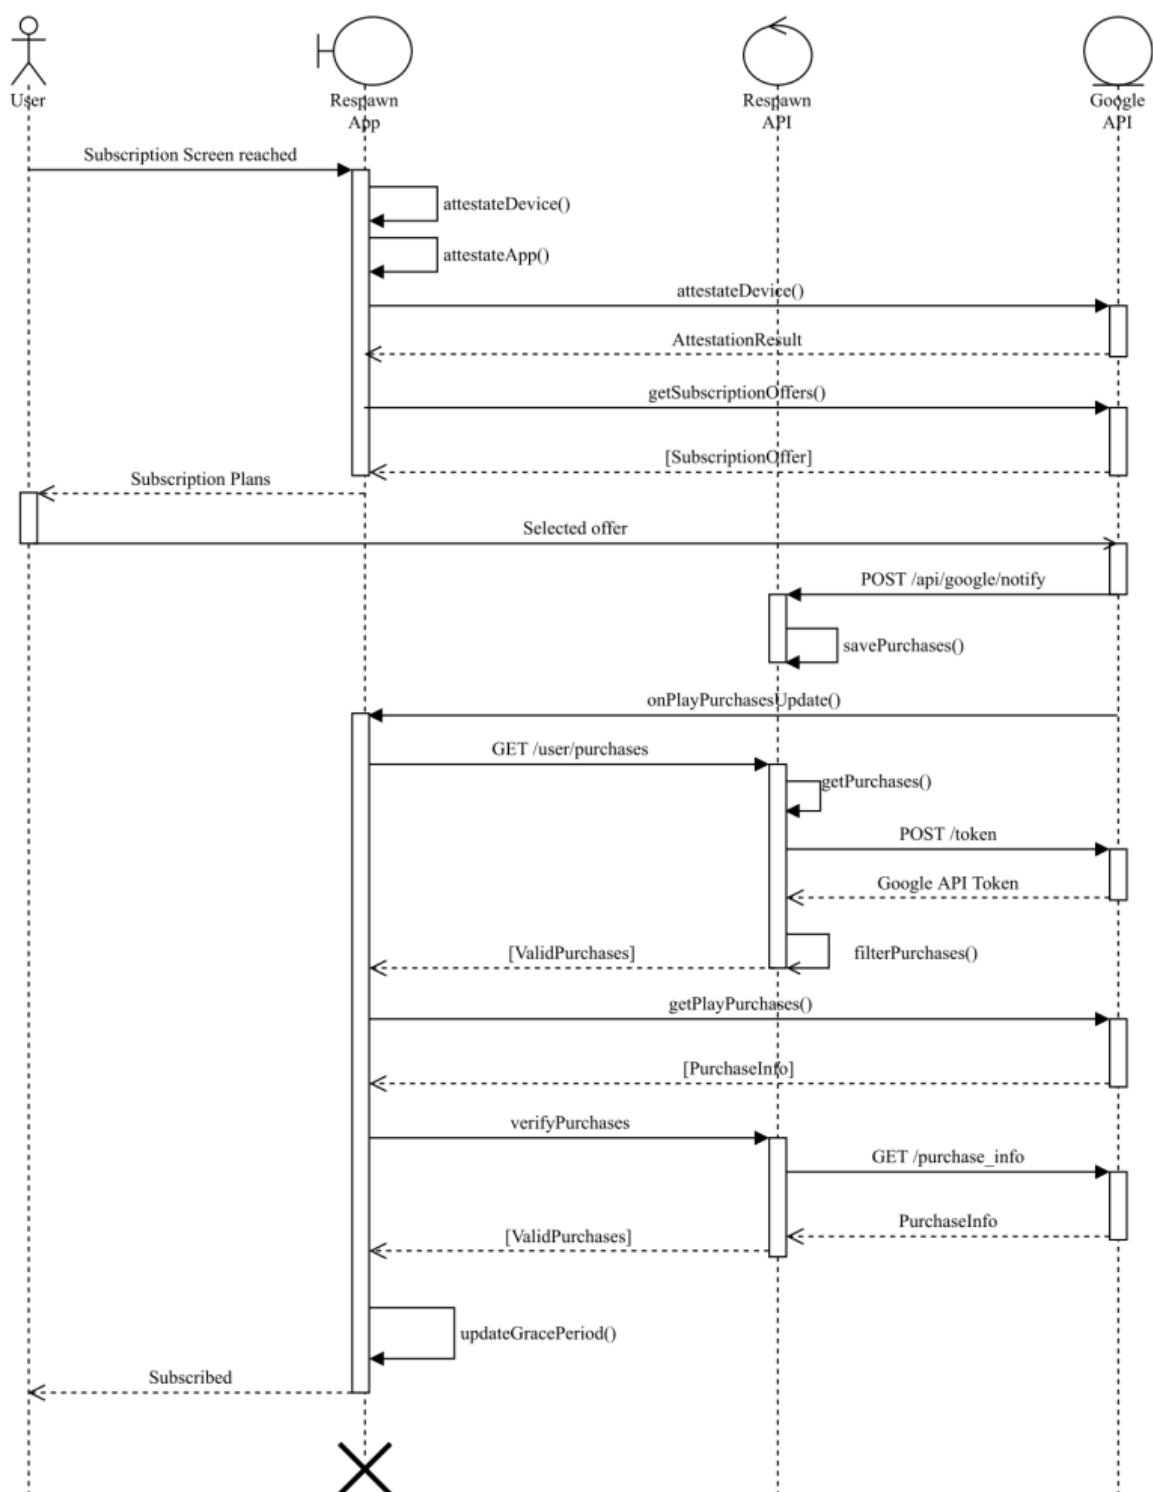 User
Respawn
App
Respawn
API
Google
API
Subscription Screen reached
attestateDevice()
attestateApp()
attestateDevice()
AttestationResult
getSubscriptionOffers()
[SubscriptionOffer]
Subscription Plans
Selected offer
POST /api/google/notify
savePurchases()
onPlayPurchasesUpdate()
GET /user/purchases
getPurchases()
POST /token
Google API Token
filterPurchases()
[ValidPurchases]
getPlayPurchases()
[PurchaseInfo]
verifyPurchases
GET /purchase_info
PurchaseInfo
[ValidPurchases]
updateGracePeriod()
Subscribed